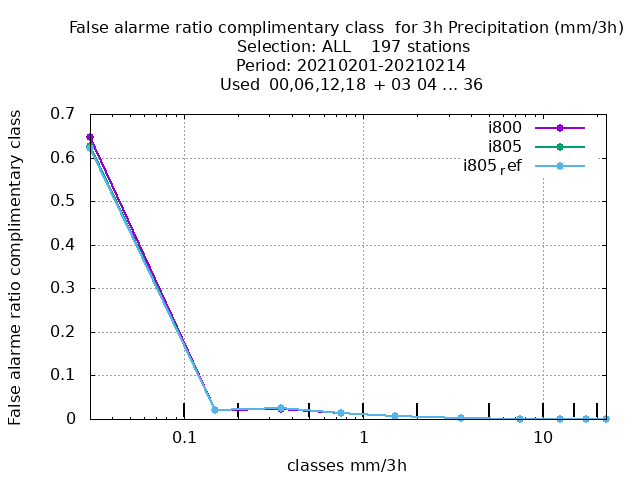 False alarme ratio complimentary class  for 3h Precipitation (mm/3h)
Selection: ALL    197 stations
Period: 20210201-20210214
Used 00,06,12,18 + 03 04 ... 36
False alarme ratio complimentary class
0.7
0.6
0.5
0.4
0.3
0.2
0.1
0
i800
i805
i805ref
0.1
1
10
classes mm/3h